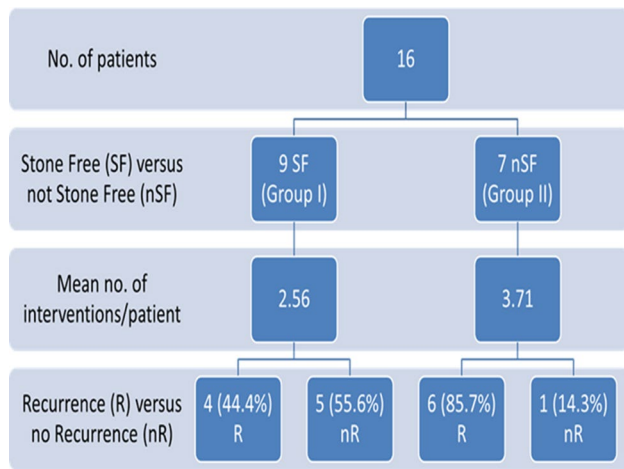 No. of patients
16
Stone Free (SF) versus
not Stone Free (nSF)
9 SF
(Group I)
7 nSF
(Group II)
Mean no. of
interventions/patient
2.56
3.71
Recurrence (R) versus
no Recurrence (nR)
4 (44.4%)
R
5 (55.6%)
nR
6 (85.7%)
R
1 (14.3%)
nR